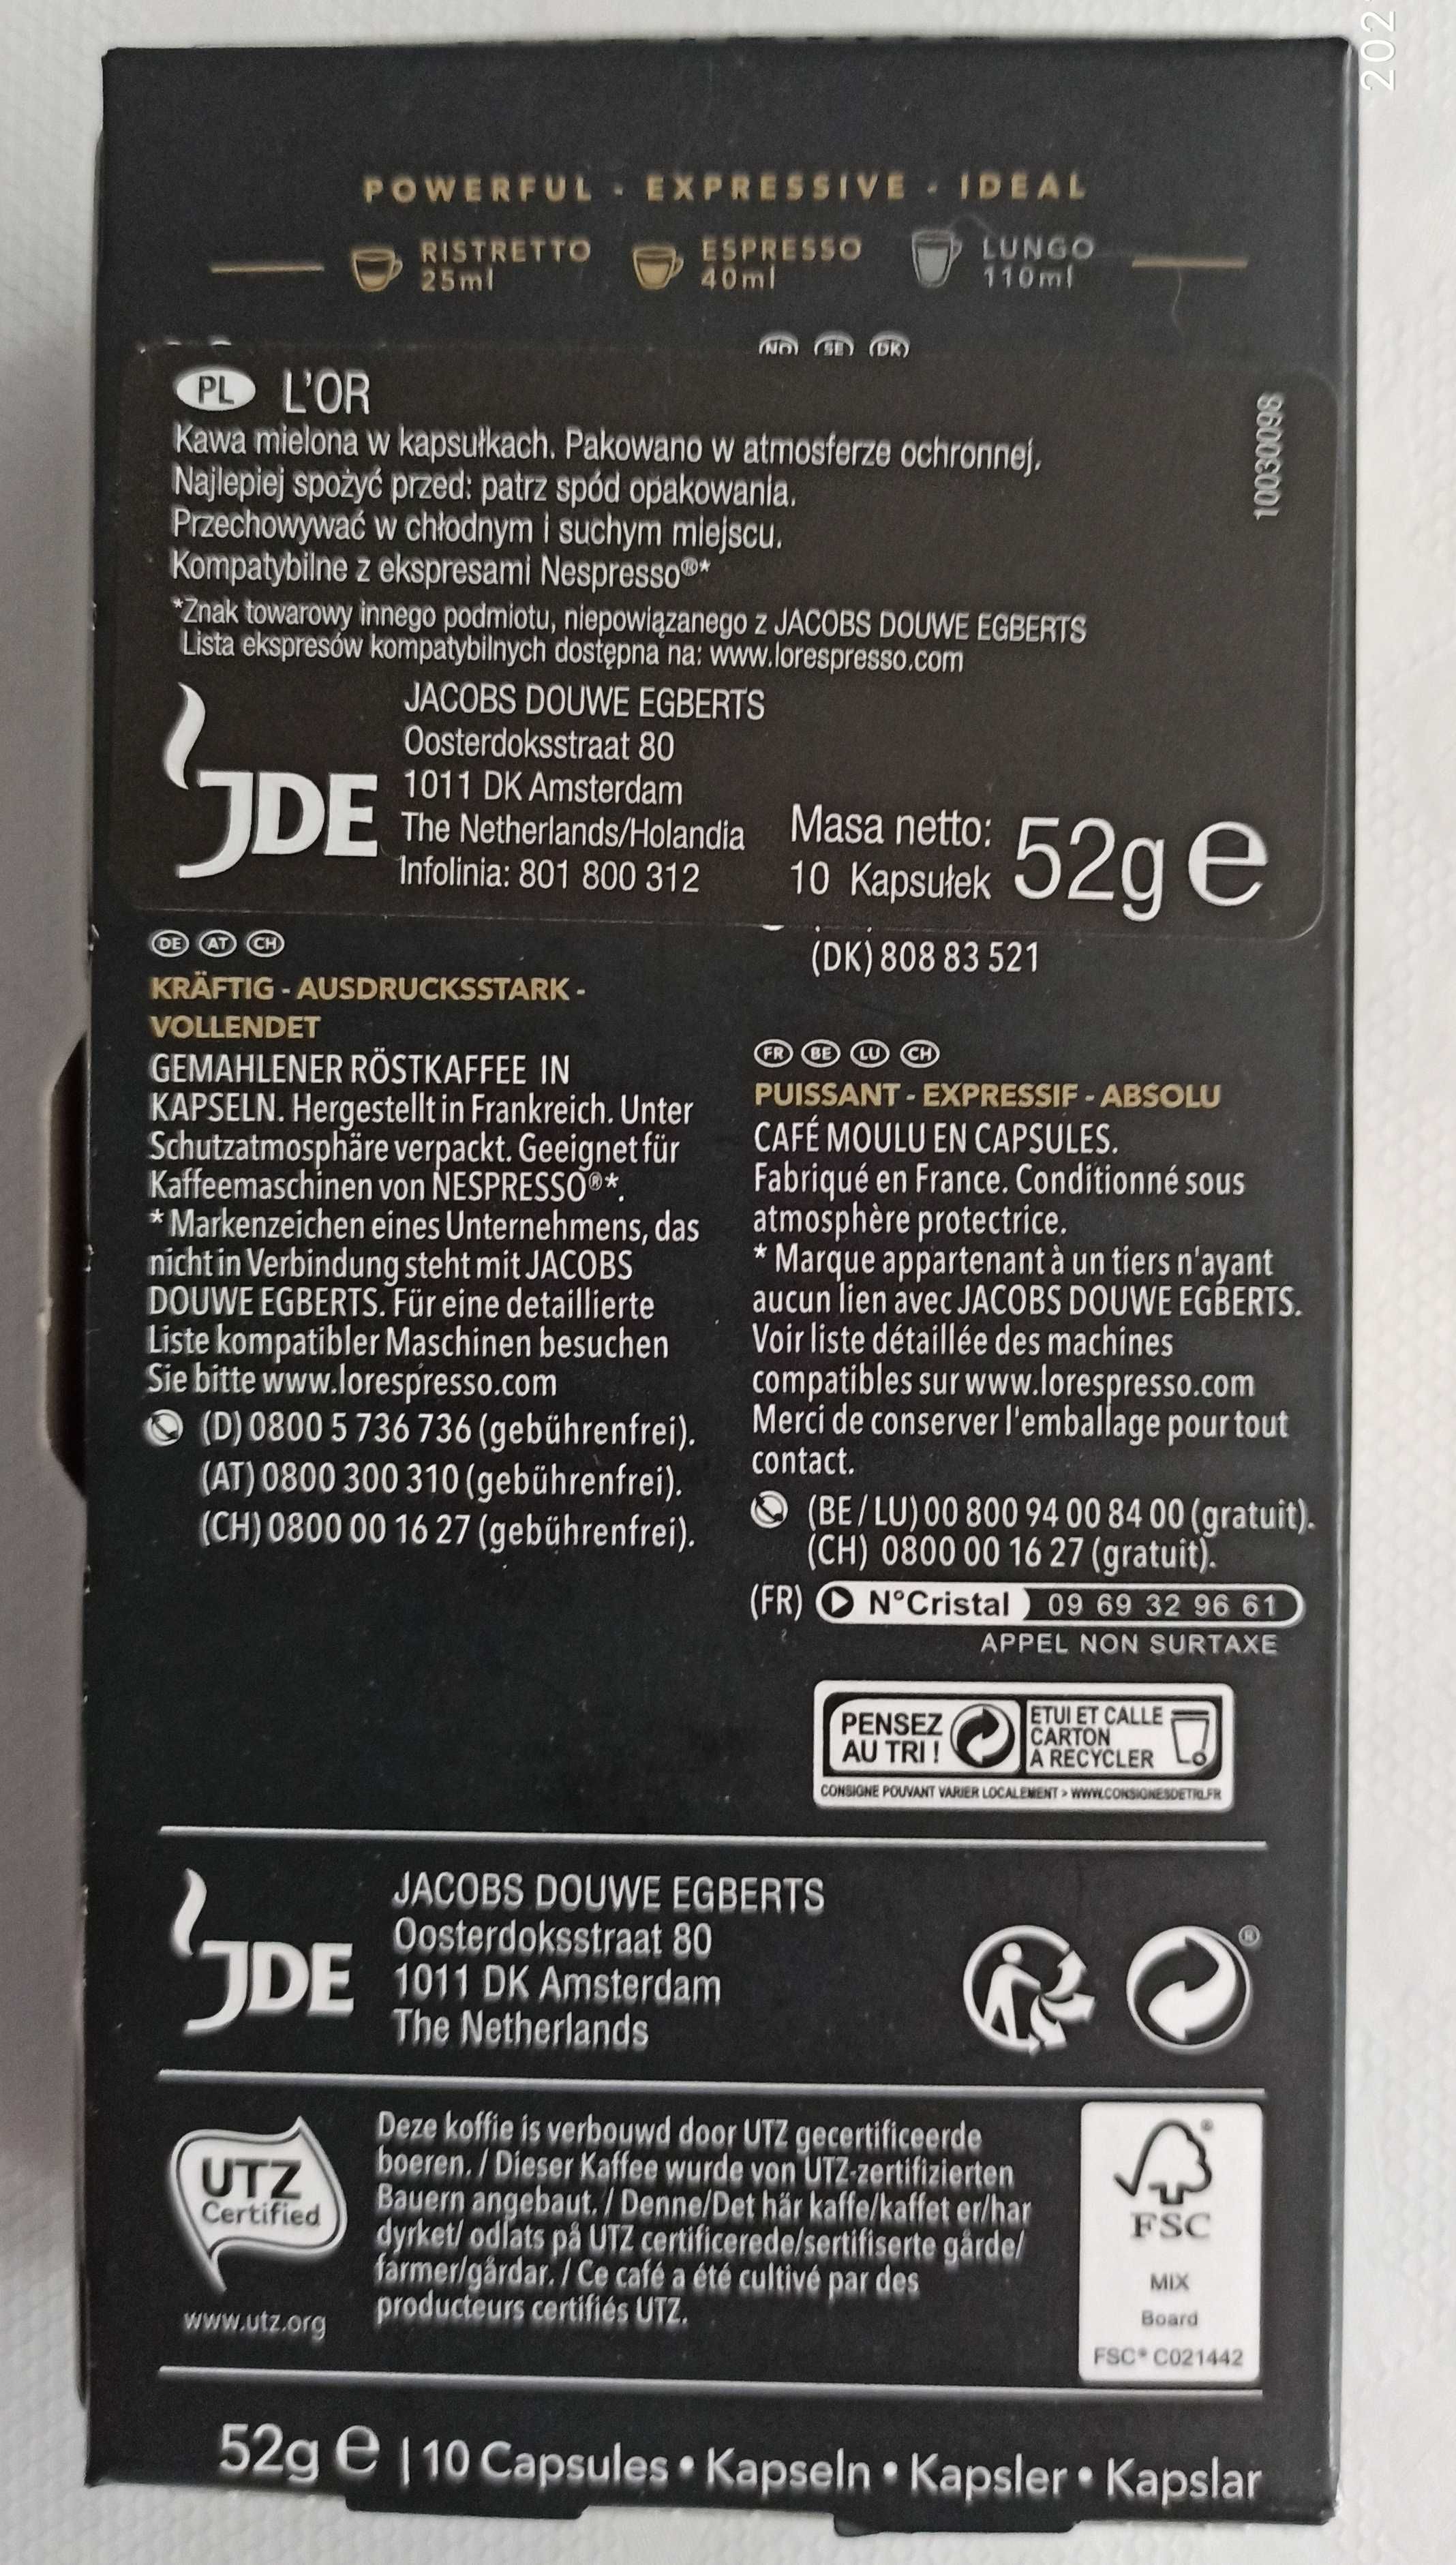 202
POWERFUL - EXPRESSIVE - IDEAL
RISTRETTO
25ml
ESPRESSO
40ml
LUNGO
110ml
NO SE DK
PL L'OR
Kawa mielona w kapsułkach. Pakowano w atmosferze ochronnej.
Najlepiej spożyć przed: patrz spód opakowania.
Przechowywać w chłodnym i suchym miejscu.
Kompatybilne z ekspresami Nespresso®*
*Znak towarowy innego podmiotu, niepowiązanego z JACOBS DOUWE EGBERTS
Lista ekspresów kompatybilnych dostępna na: www.lorespresso.com
10030098
JDE
JACOBS DOUWE EGBERTS
Oosterdoksstraat 80
1011 DK Amsterdam
The Netherlands/Holandia
Infolinia: 801 800 312
Masa netto:
10 Kapsułek
52g e
(DK) 808 83 521
DE AT CH
KRÄFTIG - AUSDRUCKSSTARK -
VOLLENDET
GEMAHLENER RÖSTKAFFEE IN
KAPSELN. Hergestellt in Frankreich. Unter
Schutzatmosphäre verpackt. Geeignet für
Kaffeemaschinen von NESPRESSO®*.
* Markenzeichen eines Unternehmens, das
nicht in Verbindung steht mit JACOBS
DOUWE EGBERTS. Für eine detaillierte
Liste kompatibler Maschinen besuchen
Sie bitte www.lorespresso.com
(D) 0800 5 736 736 (gebührenfrei).
(AT) 0800 300 310 (gebührenfrei).
(CH) 0800 00 16 27 (gebührenfrei).
FR BE LU CH
PUISSANT - EXPRESSIF - ABSOLU
CAFÉ MOULU EN CAPSULES.
Fabriqué en France. Conditionné sous
atmosphère protectrice.
* Marque appartenant à un tiers n'ayant
aucun lien avec JACOBS DOUWE EGBERTS.
Voir liste détaillée des machines
compatibles sur www.lorespresso.com
Merci de conserver l'emballage pour tout
contact.
(BE / LU) 00 800 94 00 84 00 (gratuit).
(CH) 0800 00 16 27 (gratuit).
(FR) N°Cristal 09 69 32 96 61
APPEL NON SURTAXE
PENSEZ
AU TRI !
ETUI ET CALLE
CARTON
À RECYCLER
CONSIGNE POUVANT VARIER LOCALEMENT > WWW.CONSIGNESDETRI.FR
JDE
JACOBS DOUWE EGBERTS
Oosterdoksstraat 80
1011 DK Amsterdam
The Netherlands
®
UTZ
Certified
www.utz.org
Deze koffie is verbouwd door UTZ gecertificeerde
boeren. / Dieser Kaffee wurde von UTZ-zertifizierten
Bauern angebaut. / Denne/Det här kaffe/kaffet er/har
dyrket/ odlats på UTZ certificerede/sertifiserte gårde/
farmer/gårdar. / Ce café a été cultivé par des
producteurs certifiés UTZ.
®
FSC
MIX
Board
FSC® C021442
52g e | 10 Capsules • Kapseln • Kapsler • Kapslar